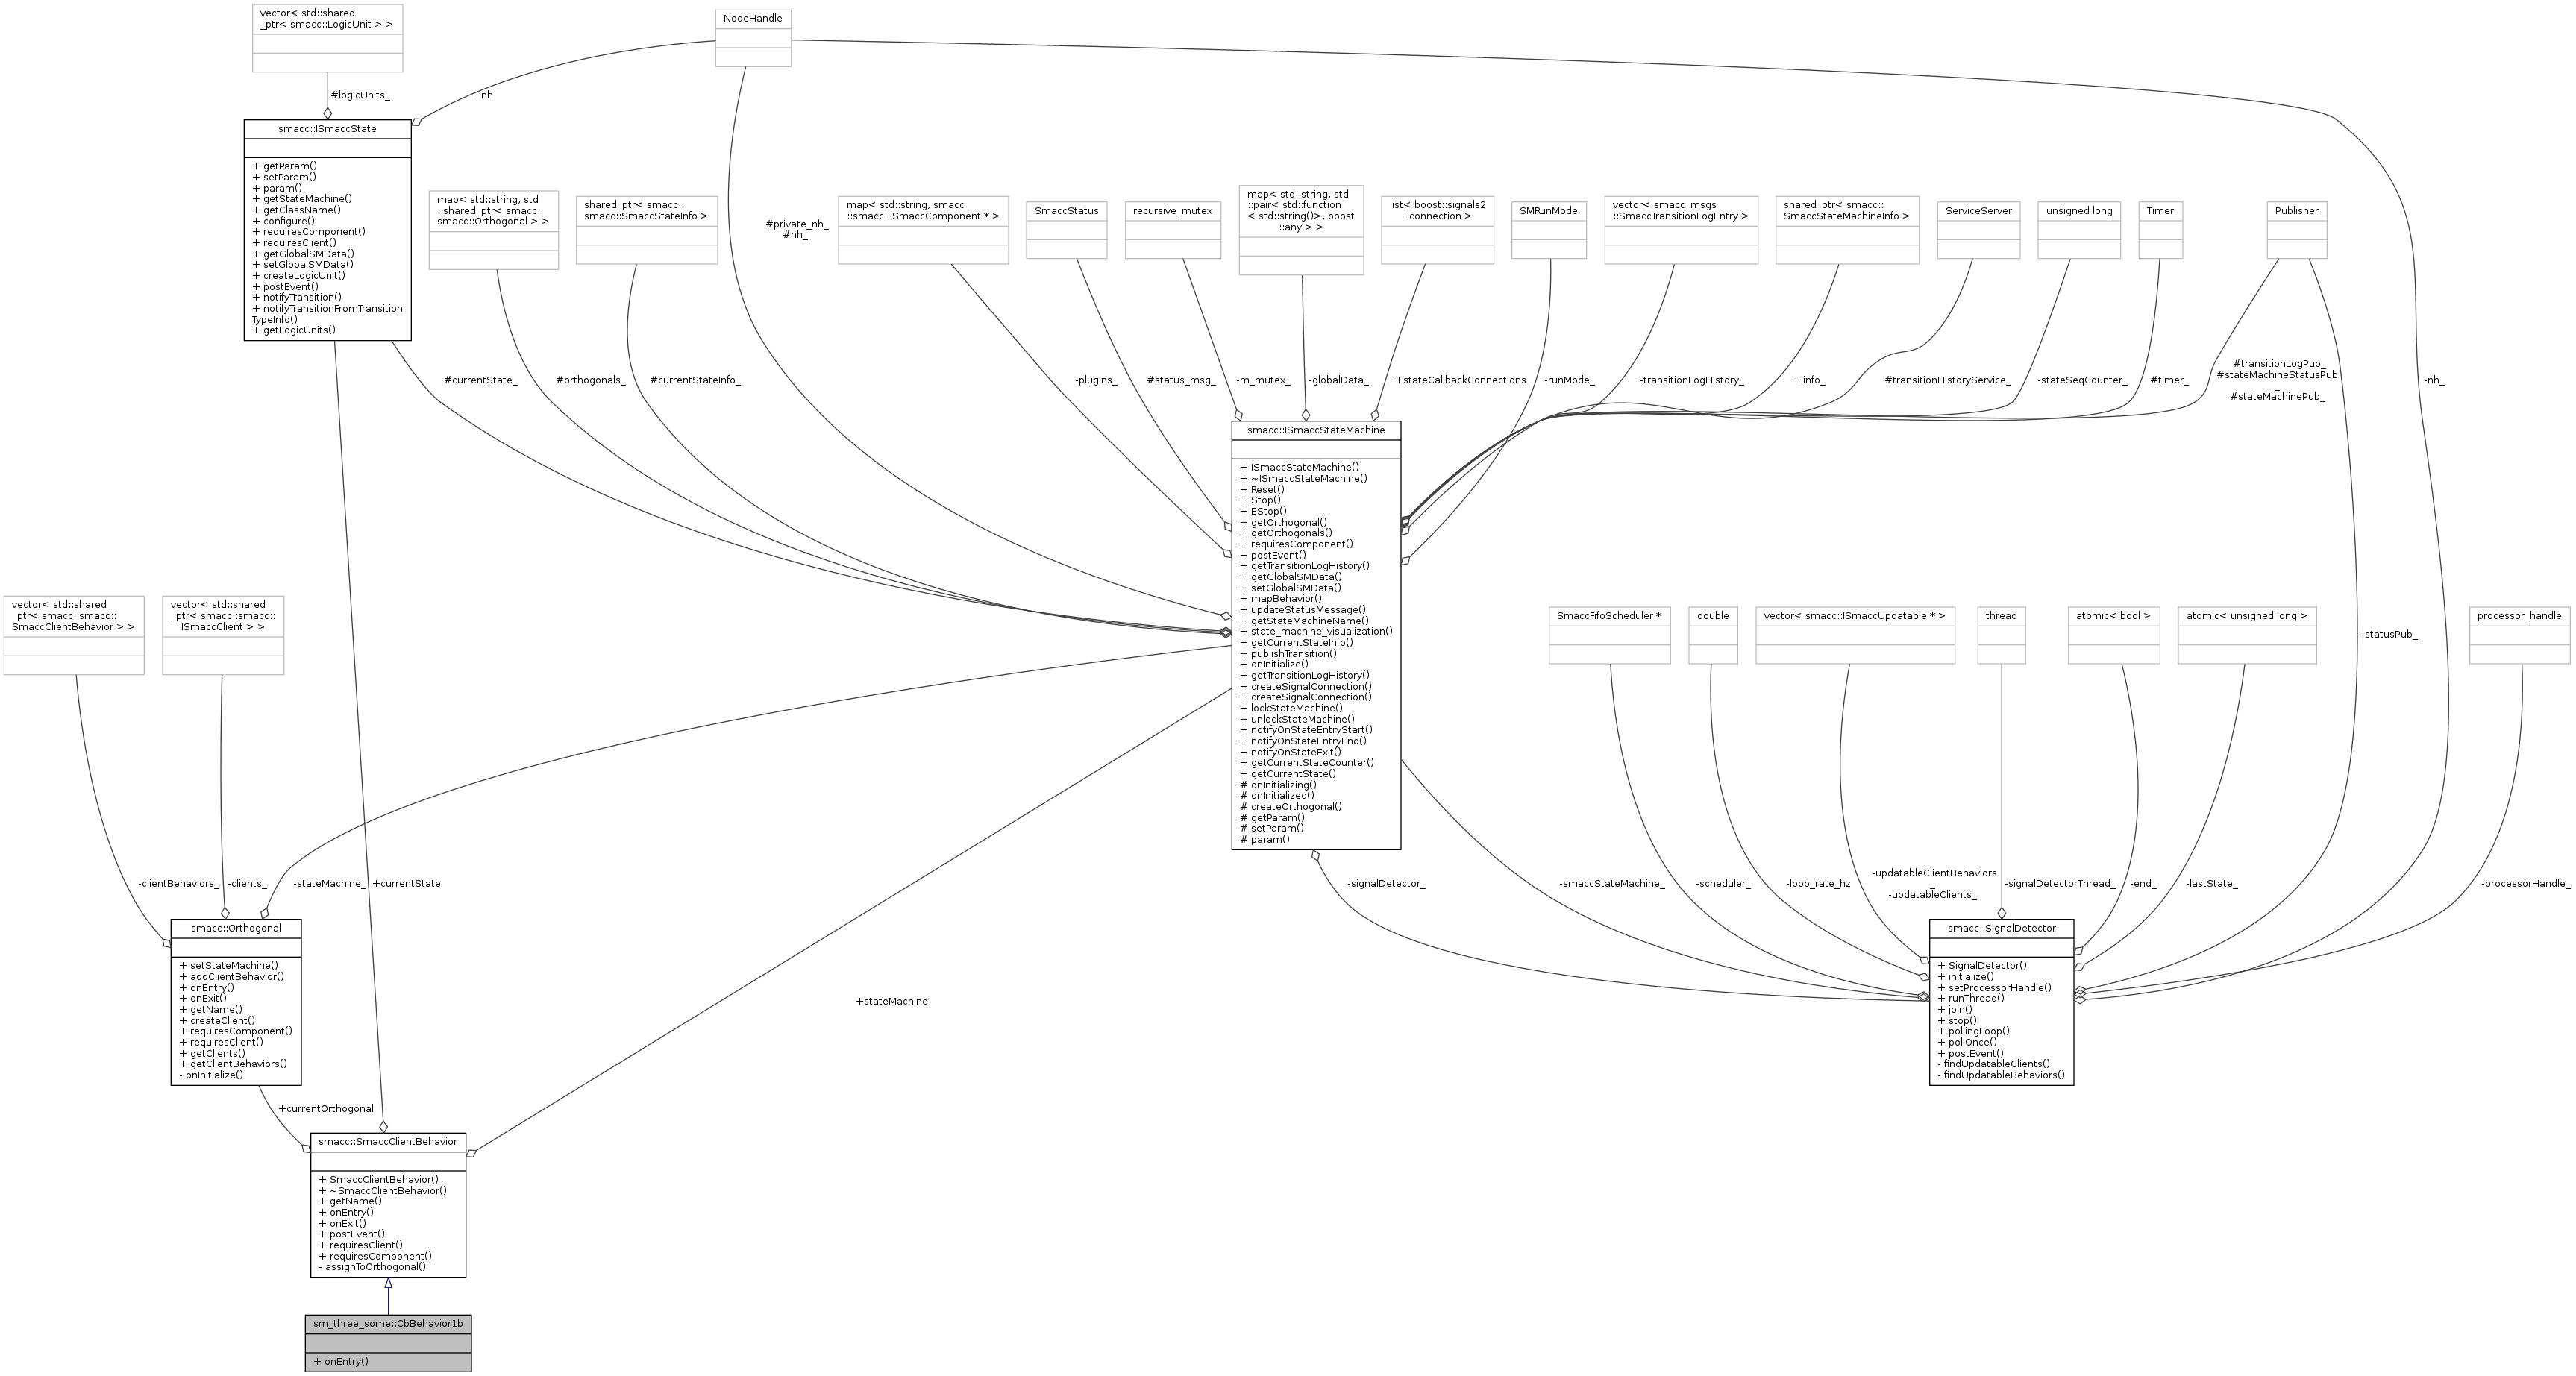 vector< std::shared
_ptr< smacc::LogicUnit > >
NodeHandle
#logicUnits_
+nh
smacc::ISmaccState
+ getParam()
+ setParam()
+ param()
+ getStateMachine()
+ getClassName()
+ configure()
+ requiresComponent()
+ requiresClient()
+ getGlobalSMData()
+ setGlobalSMData()
+ createLogicUnit()
+ postEvent()
+ notifyTransition()
+ notifyTransitionFromTransition
TypeInfo()
+ getLogicUnits()
map< std::string, std
::shared_ptr< smacc::
smacc::Orthogonal > >
shared_ptr< smacc::
smacc::SmaccStateInfo >
#private_nh_
#nh_
map< std::string, smacc
::smacc::ISmaccComponent * >
SmaccStatus
recursive_mutex
map< std::string, std
::pair< std::function
< std::string()>, boost
::any > >
list< boost::signals2
::connection >
SMRunMode
vector< smacc_msgs
::SmaccTransitionLogEntry >
shared_ptr< smacc::
SmaccStateMachineInfo >
ServiceServer
unsigned long
Timer
Publisher
#currentState_
#orthogonals_
#currentStateInfo_
-plugins_
#status_msg_
-m_mutex_
-globalData_
+stateCallbackConnections
-runMode_
-transitionLogHistory_
+info_
#transitionHistoryService_
-stateSeqCounter_
#timer_
#transitionLogPub_
#stateMachineStatusPub
_
#stateMachinePub_
-nh_
smacc::ISmaccStateMachine
+ ISmaccStateMachine()
+ ~ISmaccStateMachine()
+ Reset()
+ Stop()
+ EStop()
+ getOrthogonal()
+ getOrthogonals()
+ requiresComponent()
+ postEvent()
+ getTransitionLogHistory()
+ getGlobalSMData()
+ setGlobalSMData()
+ mapBehavior()
+ updateStatusMessage()
+ getStateMachineName()
+ state_machine_visualization()
+ getCurrentStateInfo()
+ publishTransition()
+ onInitialize()
+ getTransitionLogHistory()
+ createSignalConnection()
+ createSignalConnection()
+ lockStateMachine()
+ unlockStateMachine()
+ notifyOnStateEntryStart()
+ notifyOnStateEntryEnd()
+ notifyOnStateExit()
+ getCurrentStateCounter()
+ getCurrentState()
# onInitializing()
# onInitialized()
# createOrthogonal()
# getParam()
# setParam()
# param()
vector< std::shared
_ptr< smacc::smacc::
SmaccClientBehavior > >
vector< std::shared
_ptr< smacc::smacc::
ISmaccClient > >
SmaccFifoScheduler *
double
vector< smacc::ISmaccUpdatable * >
thread
atomic< bool >
atomic< unsigned long >
-statusPub_
processor_handle
-clientBehaviors_
-clients_
-stateMachine_
+currentState
-signalDetector_
-smaccStateMachine_
-scheduler_
-loop_rate_hz
-updatableClientBehaviors
_
-updatableClients_
-signalDetectorThread_
-end_
-lastState_
-processorHandle_
smacc::Orthogonal
+ setStateMachine()
+ addClientBehavior()
+ onEntry()
+ onExit()
+ getName()
+ createClient()
+ requiresComponent()
+ requiresClient()
+ getClients()
+ getClientBehaviors()
- onInitialize()
+stateMachine
smacc::SignalDetector
+ SignalDetector()
+ initialize()
+ setProcessorHandle()
+ runThread()
+ join()
+ stop()
+ pollingLoop()
+ pollOnce()
+ postEvent()
- findUpdatableClients()
- findUpdatableBehaviors()
+currentOrthogonal
smacc::SmaccClientBehavior
+ SmaccClientBehavior()
+ ~SmaccClientBehavior()
+ getName()
+ onEntry()
+ onExit()
+ postEvent()
+ requiresClient()
+ requiresComponent()
- assignToOrthogonal()
sm_three_some::CbBehavior1b
+ onEntry()